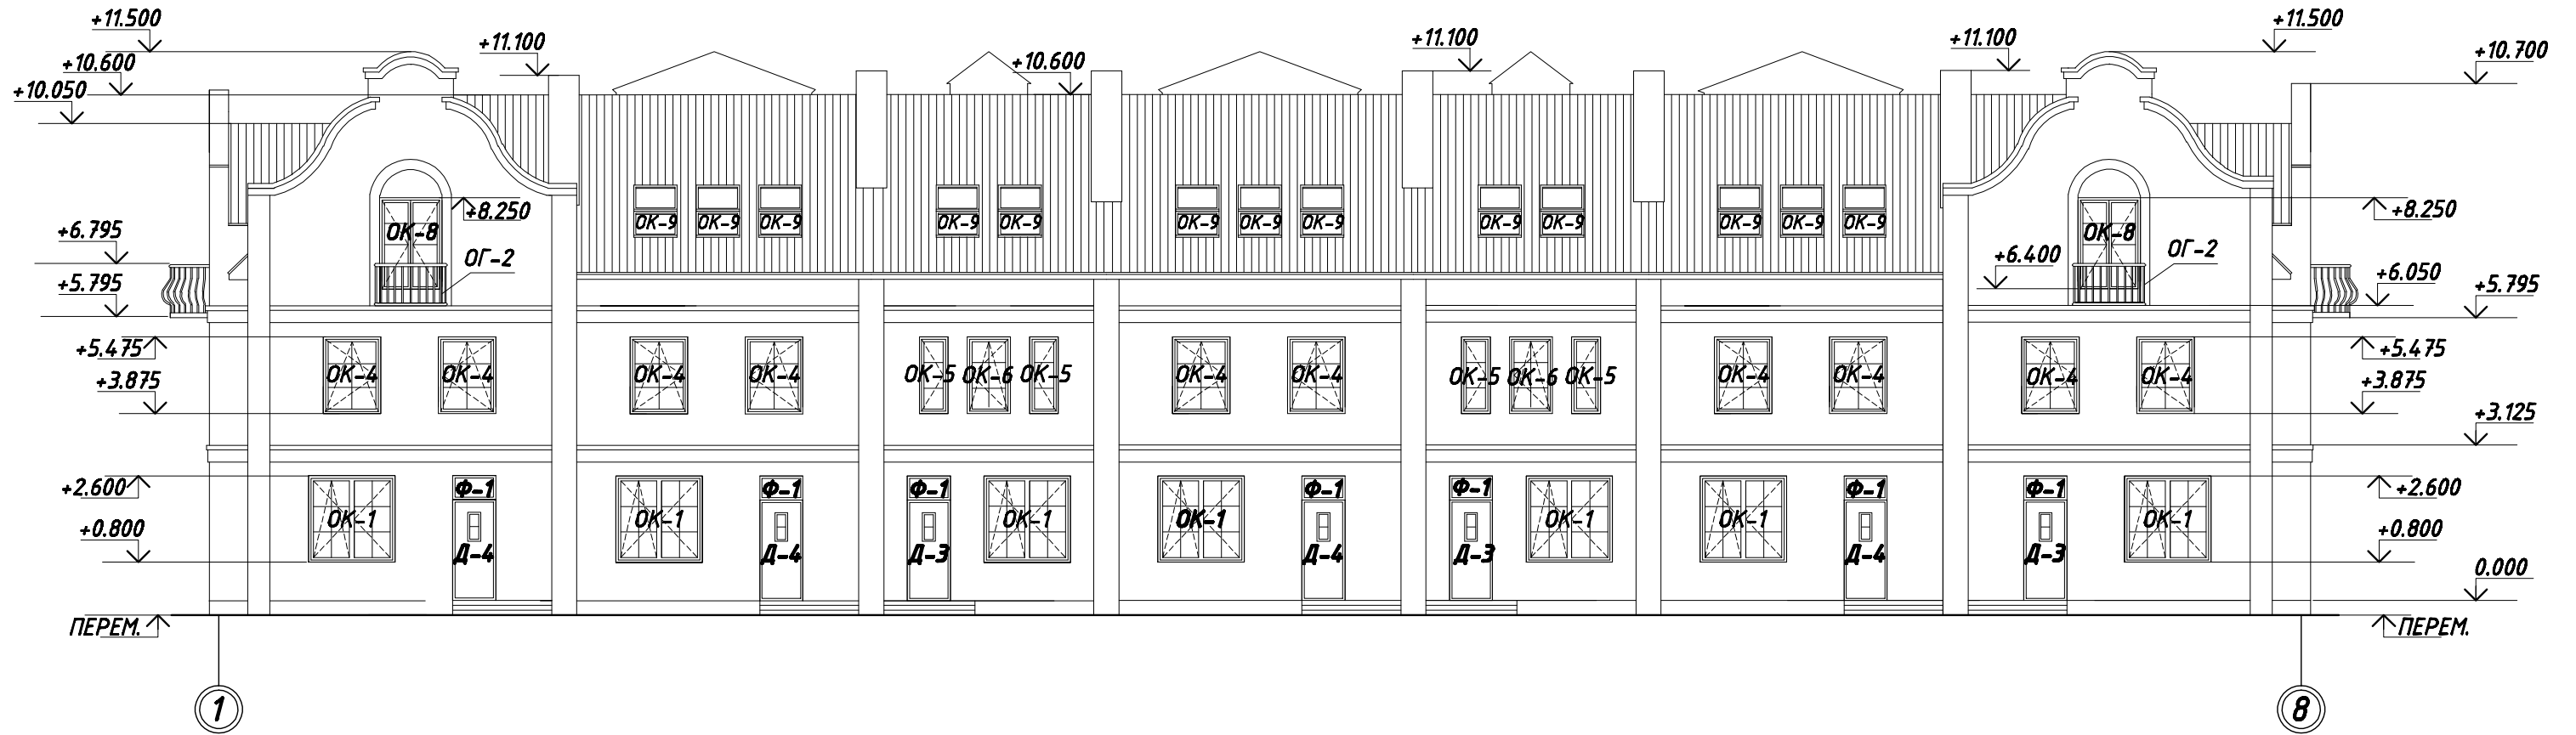 +11.500
+11.500
+11.100
+11.100
+11.100
+10.600
+10.600
+10.700
+10.050
+6.795
+8.250
ОК-8
ОГ-2
ОК-9 ОК-9 ОК-9
ОК-9 ОК-9
ОК-9 ОК-9 ОК-9
ОК-9 ОК-9
ОК-9 ОК-9 ОК-9
ОК-8
ОГ-2
+8.250
+6.400
+6.050
+5.795
+5.795
+5.475
+3.875
ОК-4 ОК-4
ОК-4 ОК-4
ОК-5 ОК-6 ОК-5
ОК-4 ОК-4
ОК-5 ОК-6 ОК-5
ОК-4 ОК-4
ОК-4 ОК-4
+5.475
+3.875
+3.125
+2.600
+0.800
Ф-1 Ф-1 Ф-1 Ф-1 Ф-1 Ф-1 Ф-1
ОК-1 ОК-1 ОК-1 ОК-1 ОК-1 ОК-1 ОК-1
Д-4 Д-4 Д-3 Д-4 Д-3 Д-4 Д-3
+2.600
+0.800
0.000
ПЕРЕМ.
ПЕРЕМ.
1
8